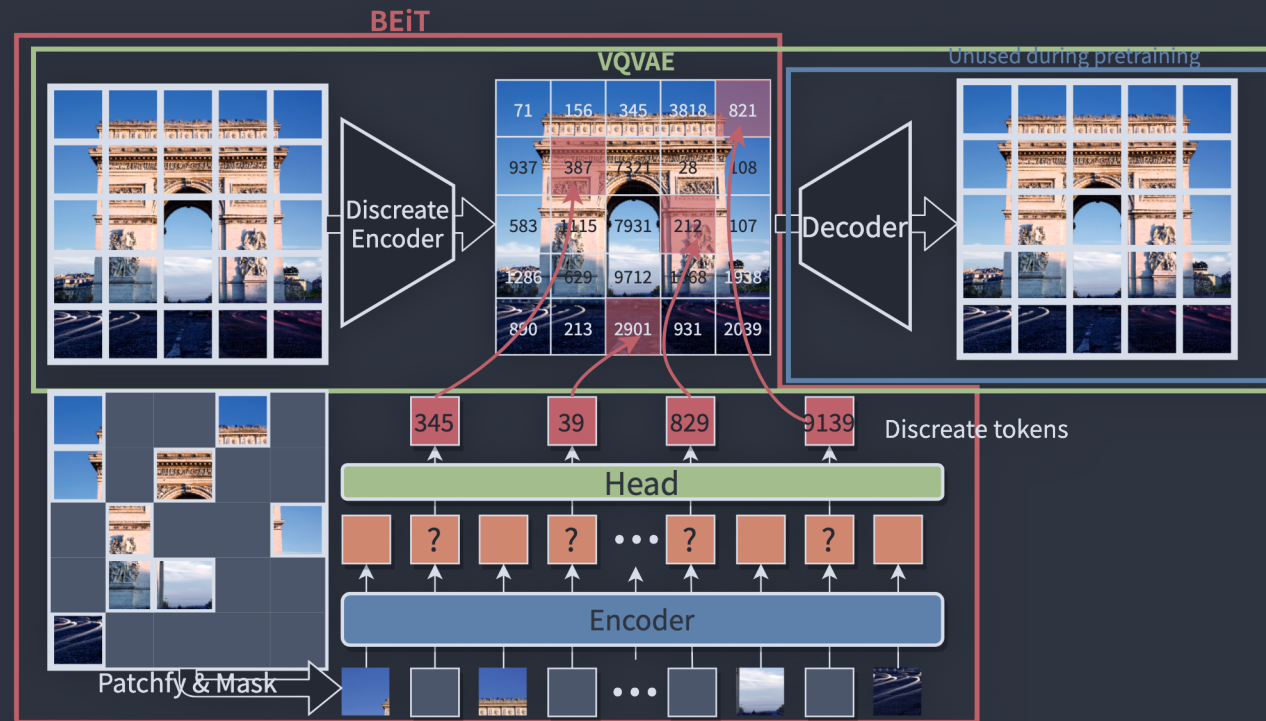 BEiT
VQVAE
Unused during pretraining
71 156 345 3818 821
937 387 7321 28 108
583 1115 7931 212 107
1286 629 9712 1768 1938
890 213 2901 931 2039
Discreate
Encoder
Decoder
345 39 829 9139
Discreate tokens
Head
? ? ... ? ?
Encoder
Patchfy & Mask
...